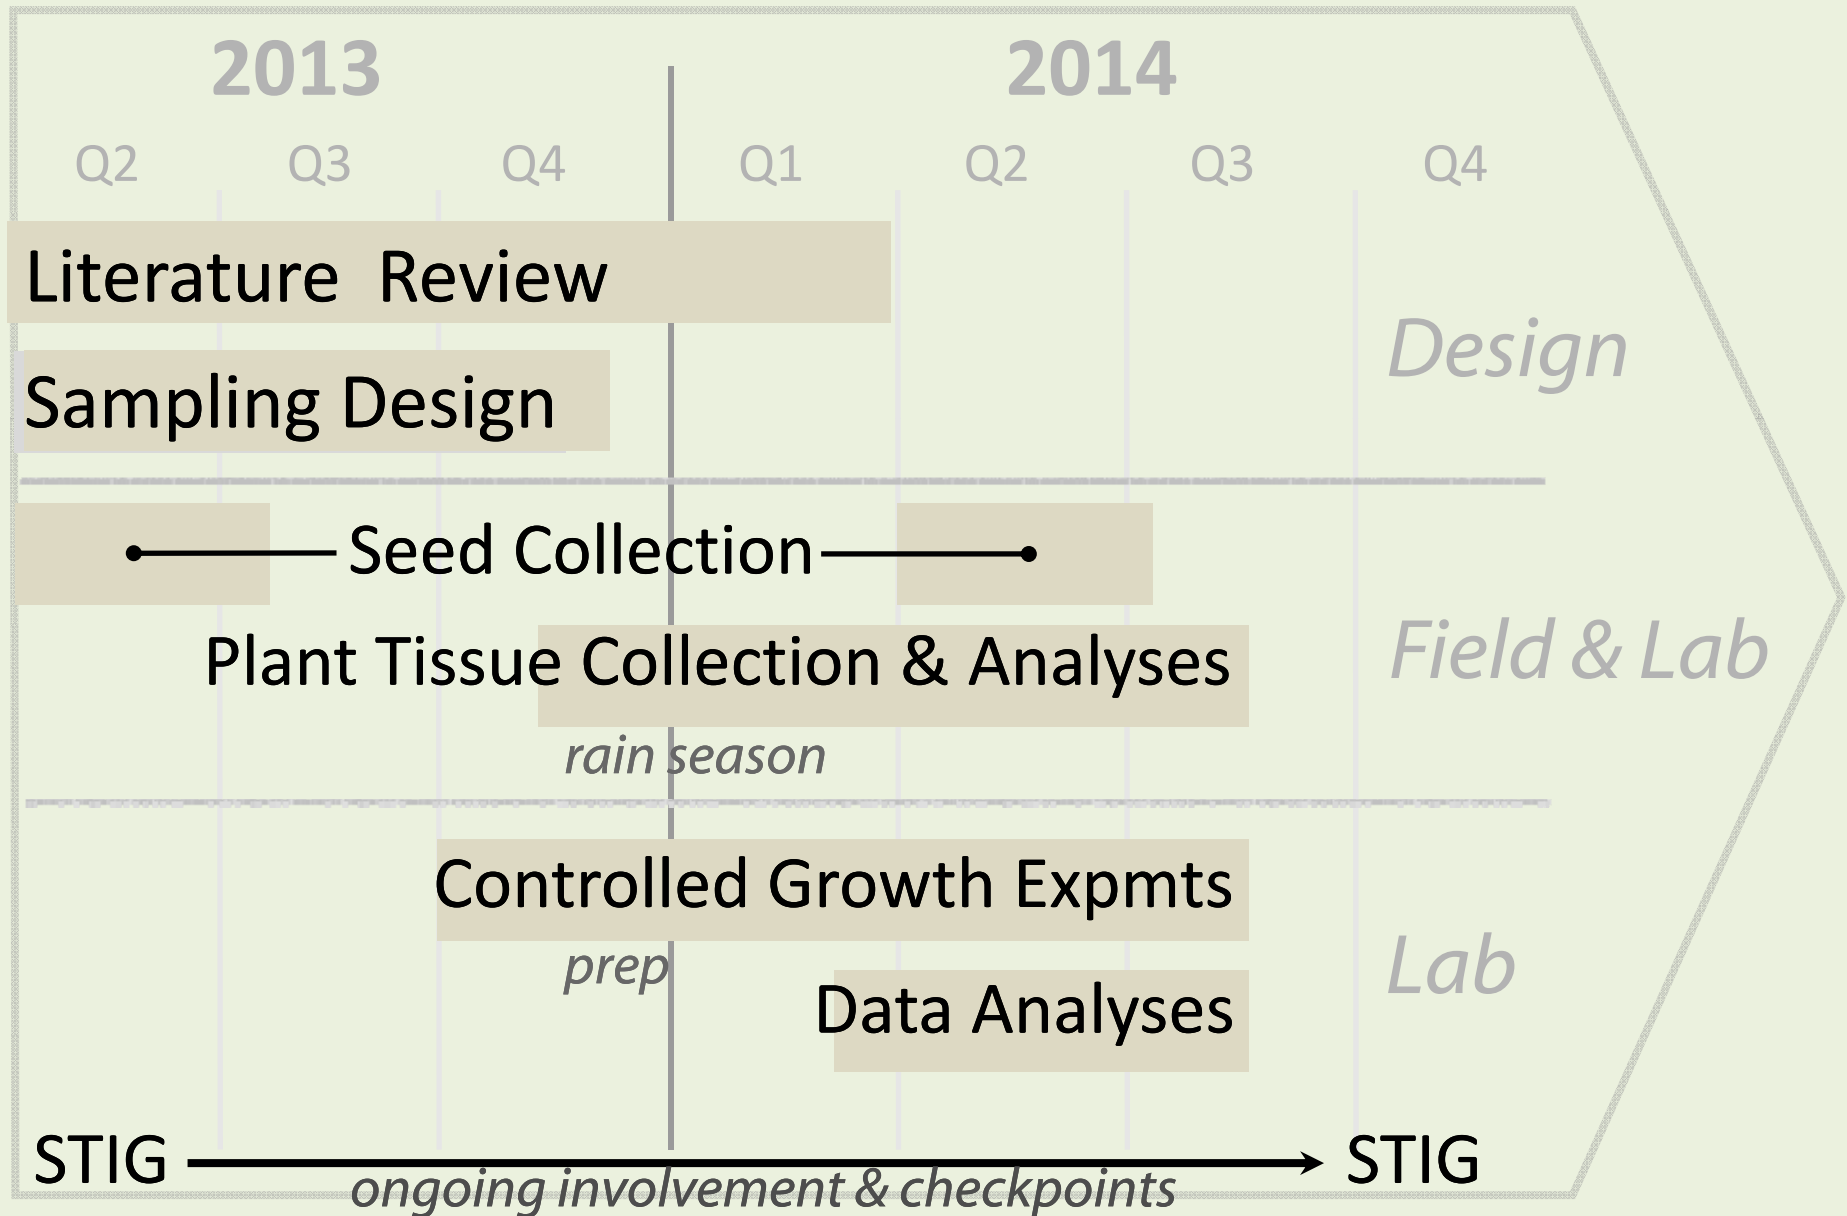 2013 2014
Q2 Q3 Q4 Q1 Q2 Q3 Q4
Literature Review
Design
Sampling Design
Seed Collection
Field & Lab
Plant Tissue Collection & Analyses
rain season
Controlled Growth Expmts
Lab
prep
Data Analyses
STIG STIG
ongoing involvement & checkpoints